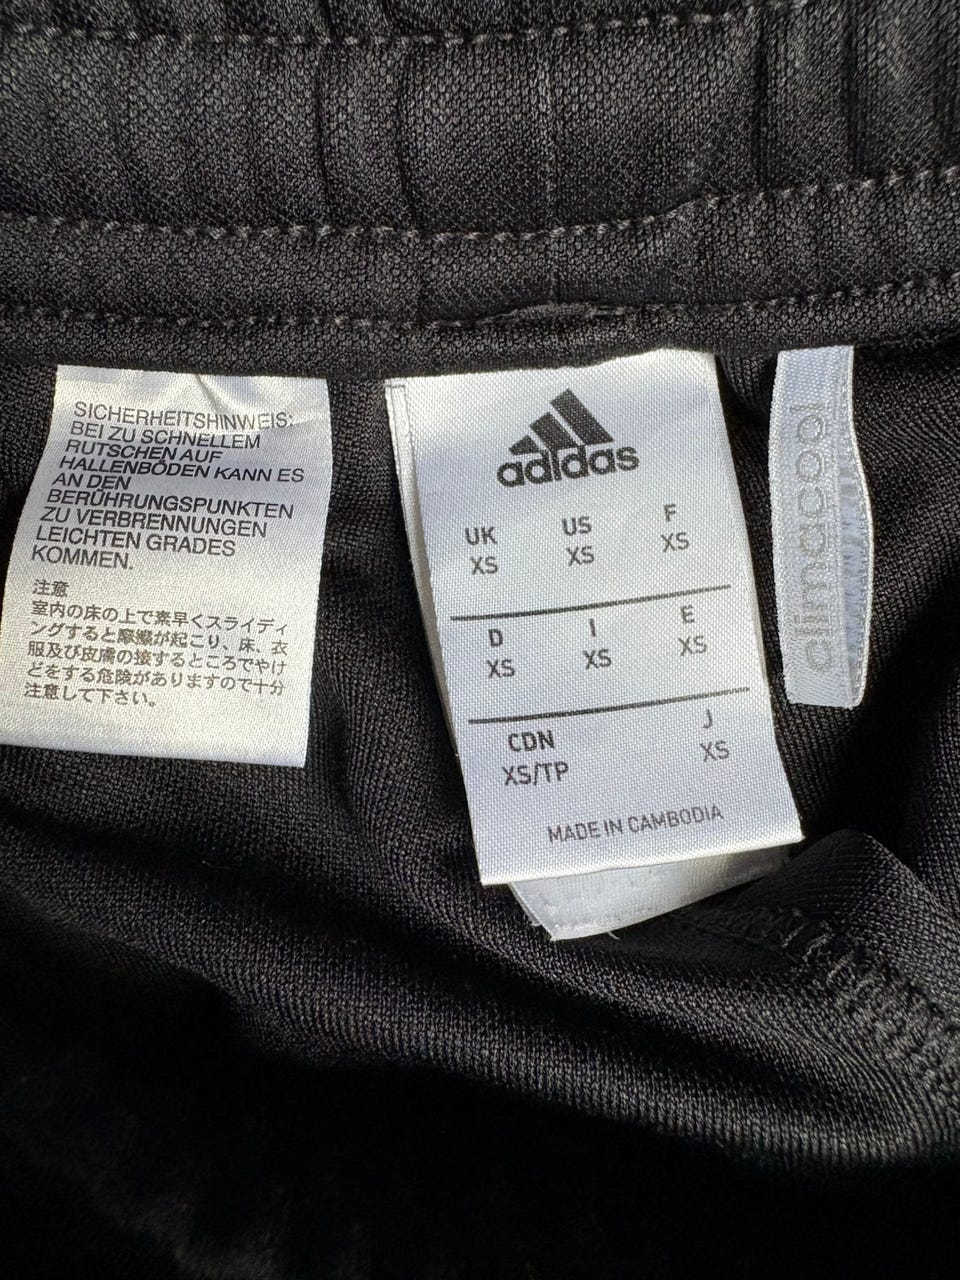 SICHERHEITSHINWEIS:
BEI ZU SCHNELLEM
RUTSCHEN AUF
HALLENBÖDEN KANN ES
AN DEN
BERÜHRUNGSPUNKTEN
ZU VERBRENNUNGEN
LEICHTEN GRADES
KOMMEN.
注意
室内の床の上で素早くスライディ
ングすると摩擦が起こり、床、衣
服及び皮膚の接するところでやけ
どをする危険がありますので十分
注意して下さい。
adidas
UK US F
XS XS XS
D I E
XS XS XS
CDN J
XS/TP XS
MADE IN CAMBODIA
climacool